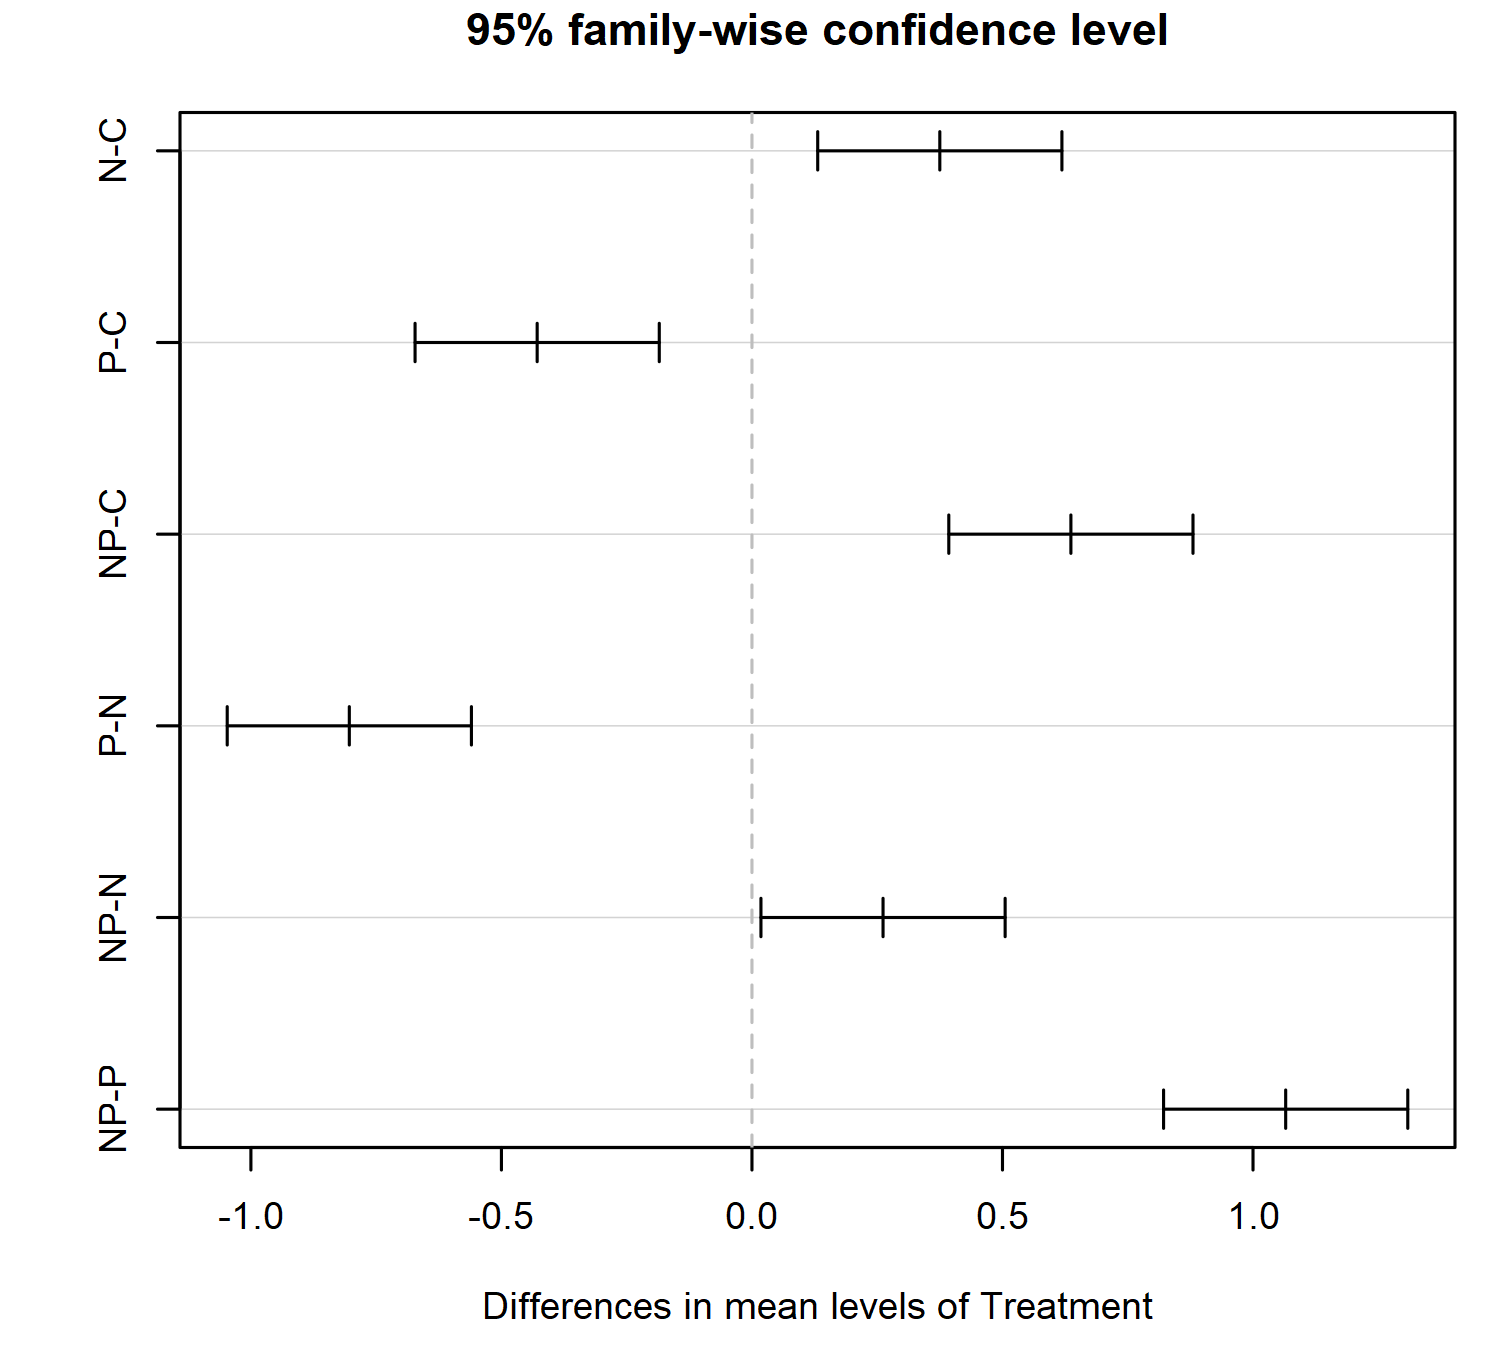 95% family-wise confidence level
N-C
P-C
NP-C
P-N
NP-N
NP-P
-1.0 -0.5 0.0 0.5 1.0
Differences in mean levels of Treatment